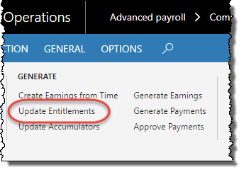 Operations Advanced payroll > Com
TION GENERAL OPTIONS
GENERATE
Create Earnings from Time Generate Earnings
Update Entitlements Generate Payments
Update Accumulators Approve Payments